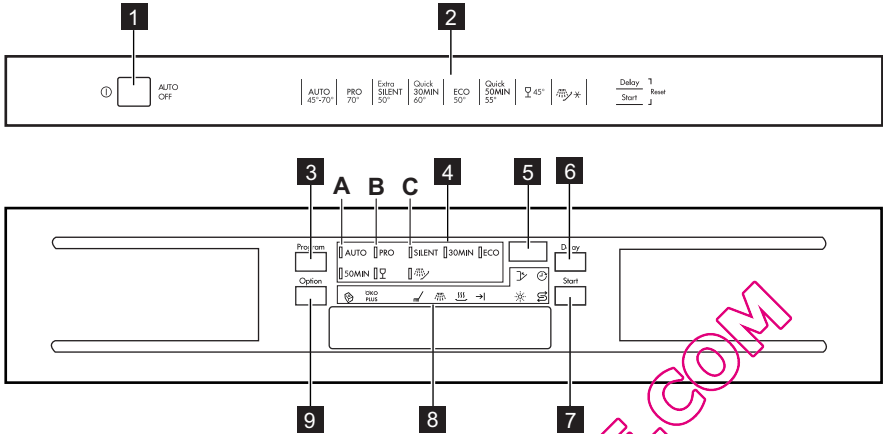 1
2
AUTO OFF
AUTO 45°-70°
PRO 70°
Extra SILENT 50°
Quick 30MIN 60°
ECO 50°
Quick 50MIN 55°
45°
Delay
Start
Reset
3
A
B
C
4
5
6
Program
AUTO PRO SILENT 30MIN ECO
Delay
50MIN
Option
Start
ÖKO PLUS
9
8
7
.COM